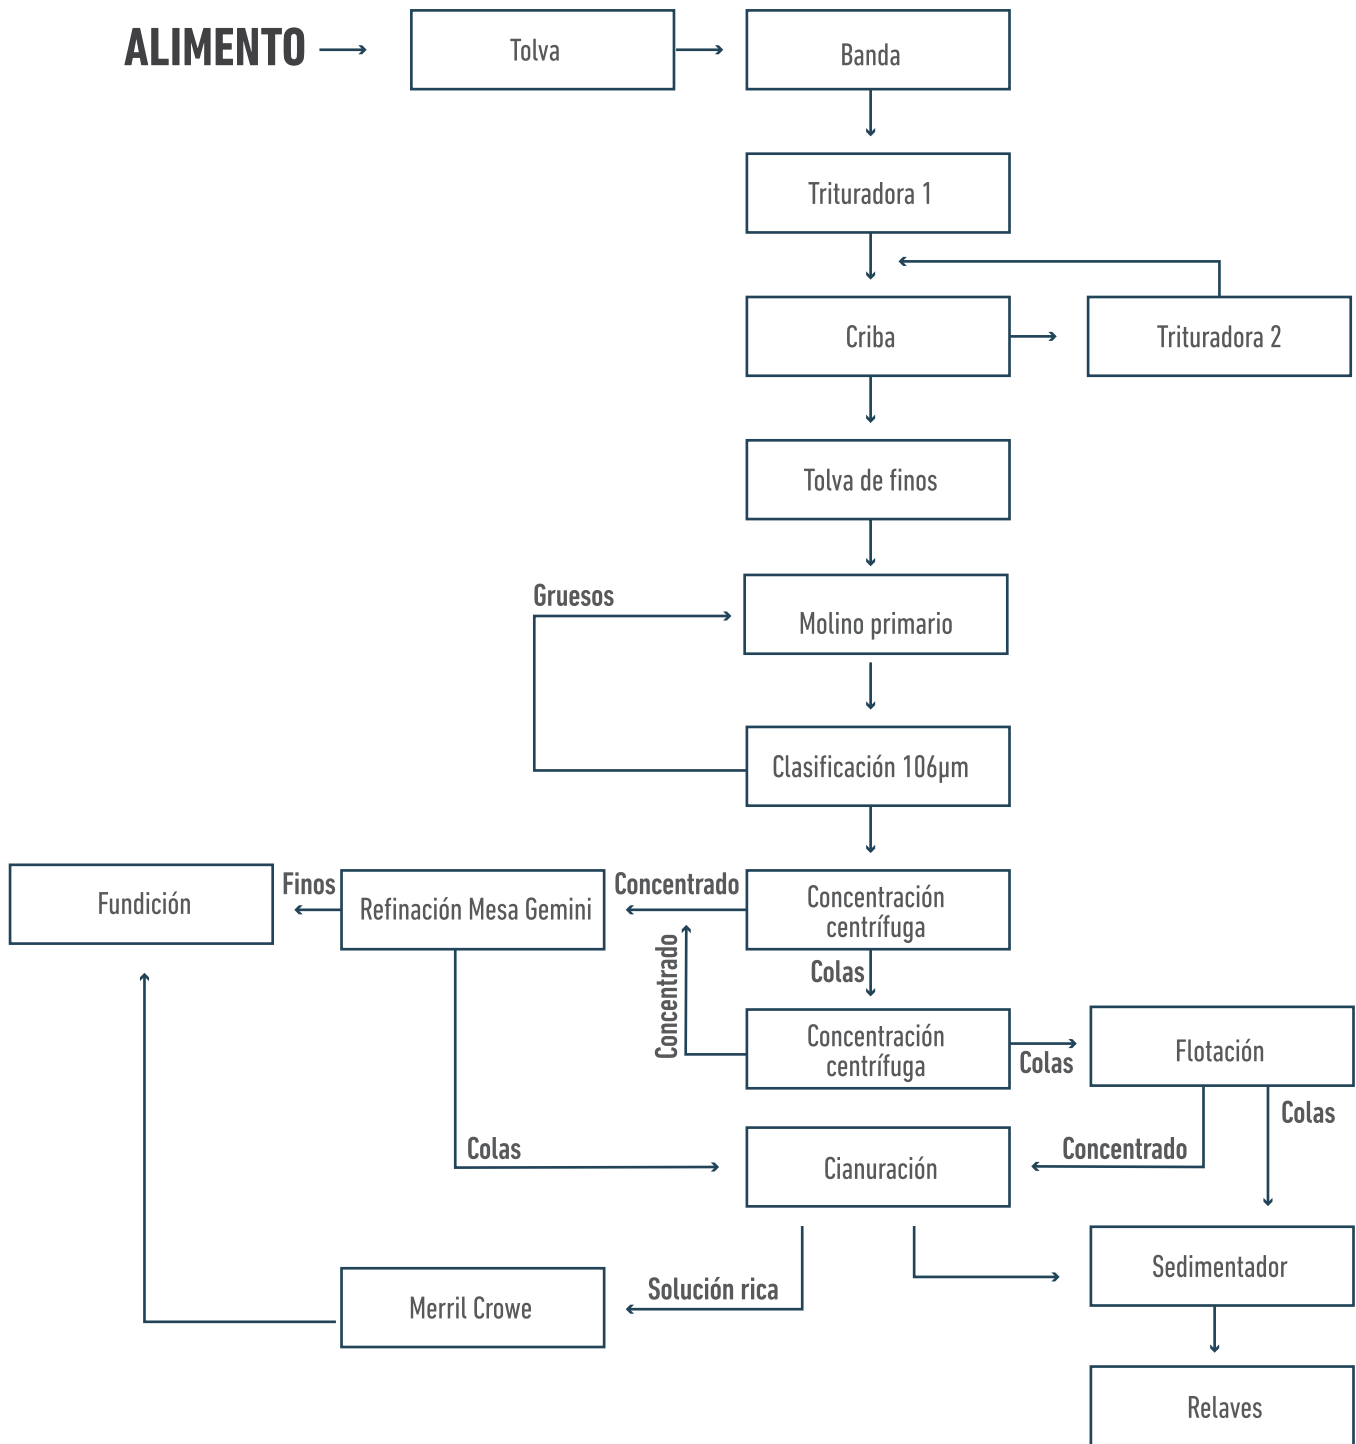 ALIMENTO
Tolva
Banda
Trituradora 1
Criba
Trituradora 2
Tolva de finos
Gruesos
Molino primario
Clasificación 106µm
Fundición
Finos
Refinación Mesa Gemini
Concentrado
Concentración
centrífuga
Concentrado
Colas
Concentración
centrífuga
Colas
Flotación
Colas
Colas
Cianuración
Concentrado
Sedimentador
Solución rica
Merril Crowe
Relaves